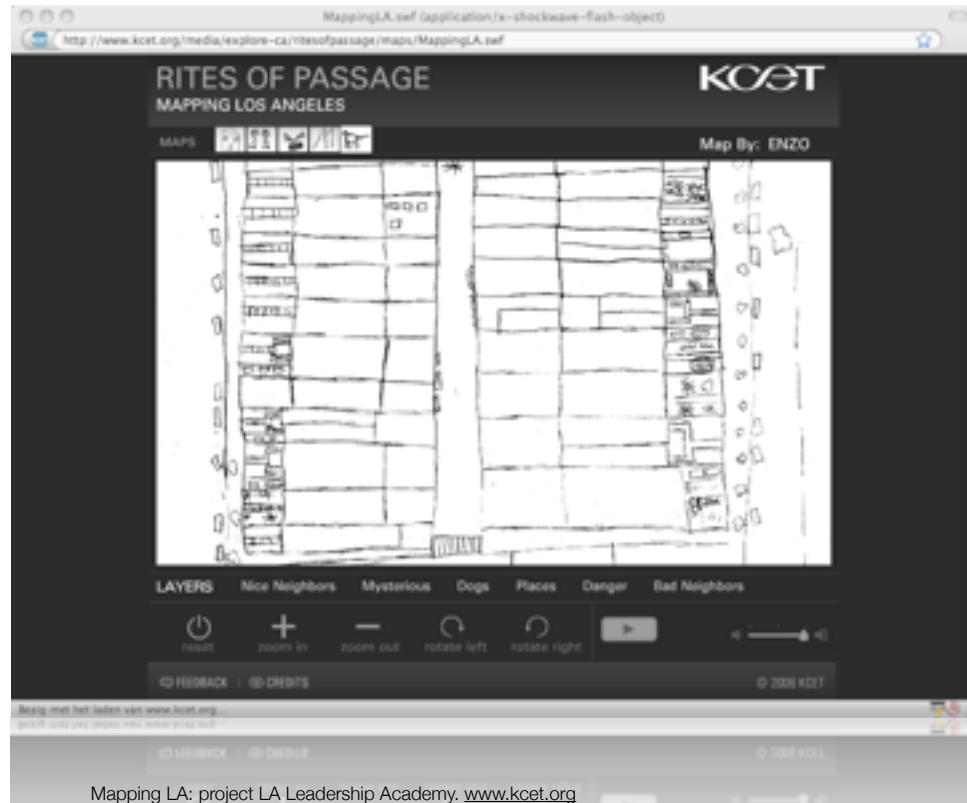 MappingLA.swf (application/x-shockwave-flash-object)
http://www.kcet.org/media/explore-ca/ritesofpassage/maps/MappingLA.swf
RITES OF PASSAGE
KCET
MAPPING LOS ANGELES
MAPS
Map By: ENZO
LAYERS Nice Neighbors Mysterious Dogs Places Danger Bad Neighbors
reset zoom in zoom out rotate left rotate right
FEEDBACK | CREDITS © 2006 KCET
Bezig met het laden van www.kcet.org...
Mapping LA: project LA Leadership Academy. www.kcet.org